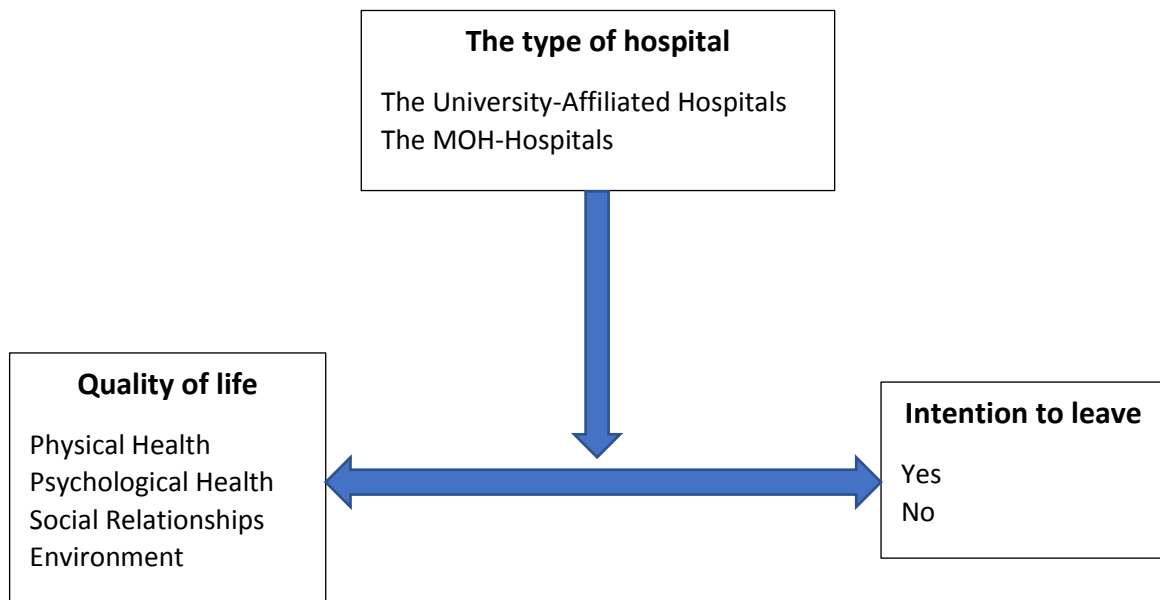 The type of hospital
The University-Affiliated Hospitals
The MOH-Hospitals
Quality of life
Physical Health
Psychological Health
Social Relationships
Environment
Intention to leave
Yes
No